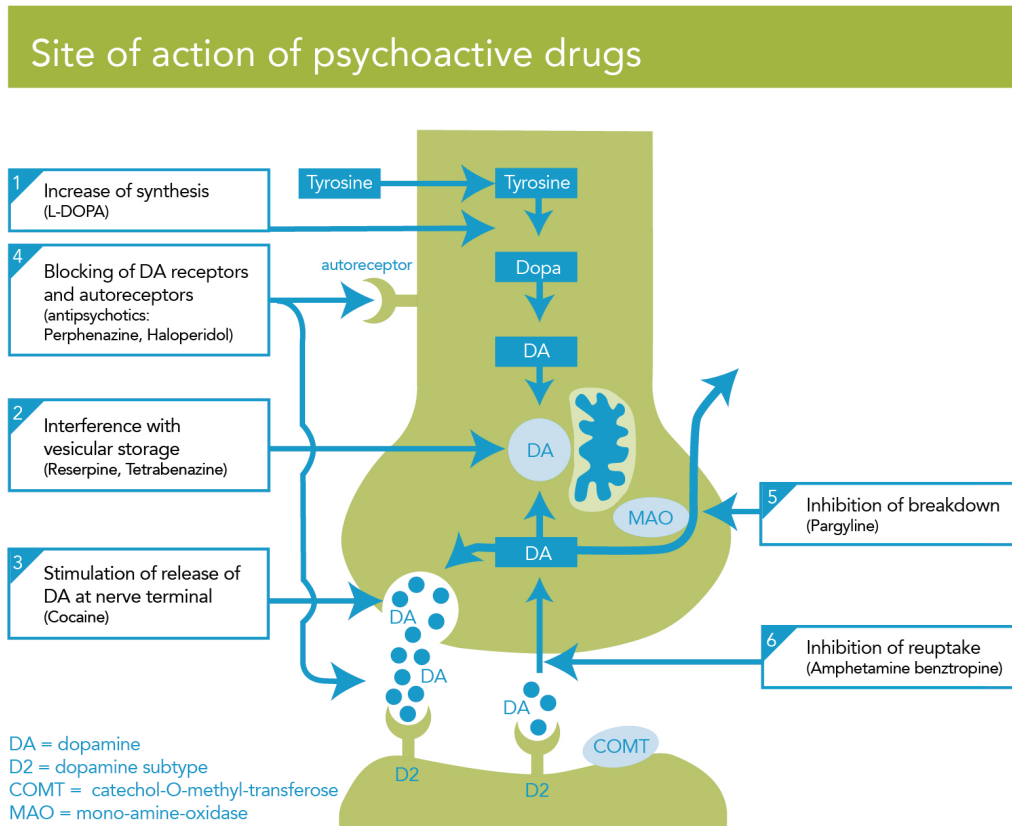 Site of action of psychoactive drugs
1
Increase of synthesis
(L-DOPA)
4
Blocking of DA receptors
and autoreceptors
(antipsychotics:
Perphenazine, Haloperidol)
2
Interference with
vesicular storage
(Reserpine, Tetrabenazine)
3
Stimulation of release of
DA at nerve terminal
(Cocaine)
Tyrosine
Tyrosine
autoreceptor
Dopa
DA
DA
MAO
DA
DA
DA
DA
D2
D2
COMT
5
Inhibition of breakdown
(Pargyline)
6
Inhibition of reuptake
(Amphetamine benztropine)
DA = dopamine
D2 = dopamine subtype
COMT = catechol-O-methyl-transferose
MAO = mono-amine-oxidase